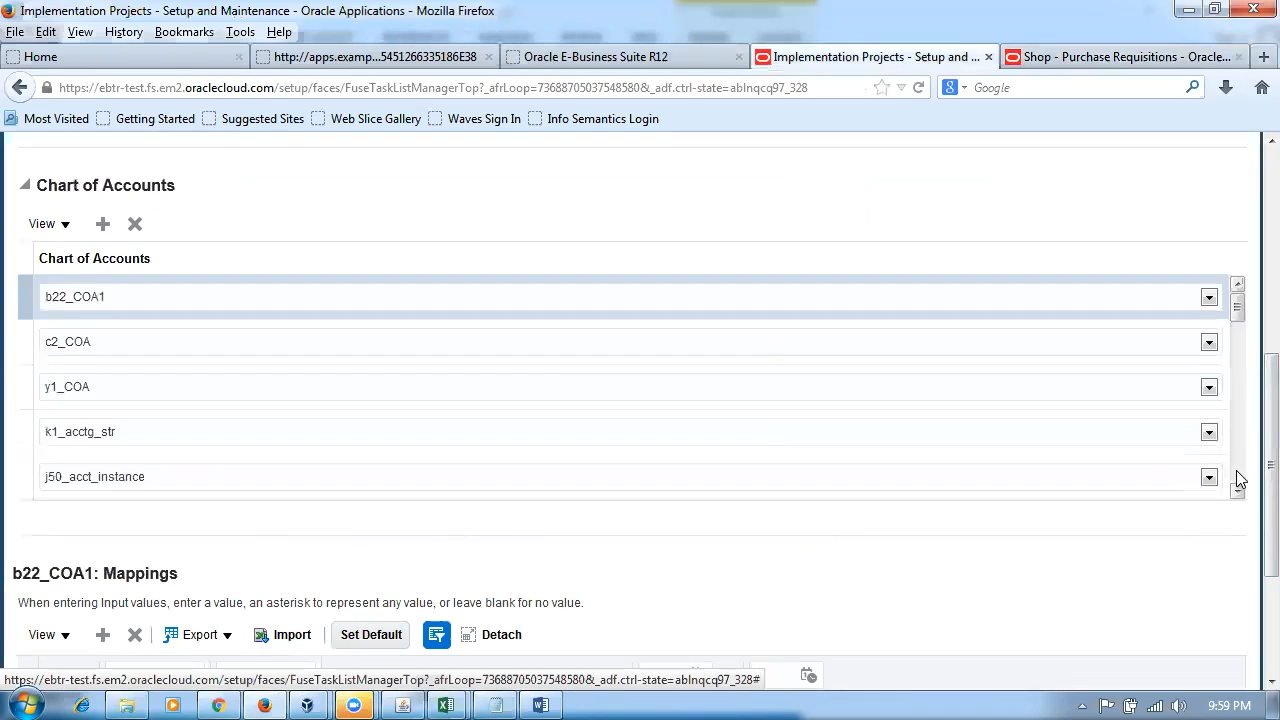 Implementation Projects - Setup and Maintenance - Oracle Applications - Mozilla Firefox
File Edit View History Bookmarks Tools Help
Home http://apps.examp...5451266335186E38 Oracle E-Business Suite R12 Implementation Projects - Setup and ... Shop - Purchase Requisitions - Oracle...
https://ebtr-test.fs.em2.oraclecloud.com/setup/faces/FuseTaskListManagerTop?_afrLoop=7368870503754858&_adf.ctrl-state=ablnqcq97_328 Google
Most Visited Getting Started Suggested Sites Web Slice Gallery Waves Sign In Info Semantics Login
Chart of Accounts
View
Chart of Accounts
b22_COA1
c2_COA
y1_COA
k1_acctg_str
j50_acct_instance
b22_COA1: Mappings
When entering Input values, enter a value, an asterisk to represent any value, or leave blank for no value.
View Export Import Set Default Detach
https://ebtr-test.fs.em2.oraclecloud.com/setup/faces/FuseTaskListManagerTop?_afrLoop=73688705037548580&_adf.ctrl-state=ablnqcq97_328#
9:59 PM